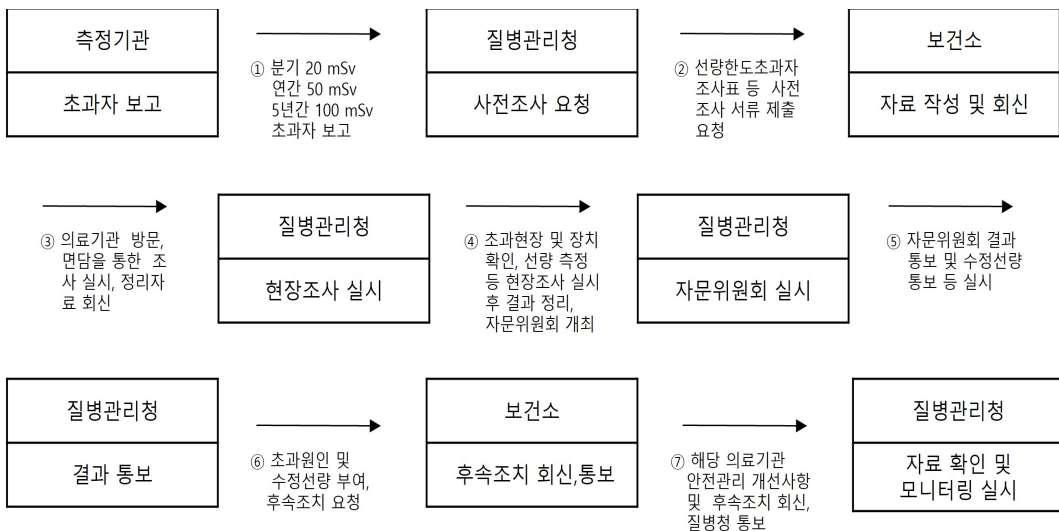 측정기관
초과자 보고
① 분기 20 mSv
연간 50 mSv
5년간 100 mSv
초과자 보고
질병관리청
사전조사 요청
② 선량한도초과자
조사표 등 사전
조사 서류 제출
요청
보건소
자료 작성 및 회신
③ 의료기관 방문,
면담을 통한 조
사 실시, 정리자
료 회신
질병관리청
현장조사 실시
④ 초과현장 및 장치
확인, 선량 측정
등 현장조사 실시
후 결과 정리,
자문위원회 개최
질병관리청
자문위원회 실시
⑤ 자문위원회 결과
통보 및 수정선량
통보 등 실시
질병관리청
결과 통보
⑥ 초과원인 및
수정선량 부여,
후속조치 요청
보건소
후속조치 회신,통보
⑦ 해당 의료기관
안전관리 개선사항
및 후속조치 회신,
질병청 통보
질병관리청
자료 확인 및
모니터링 실시